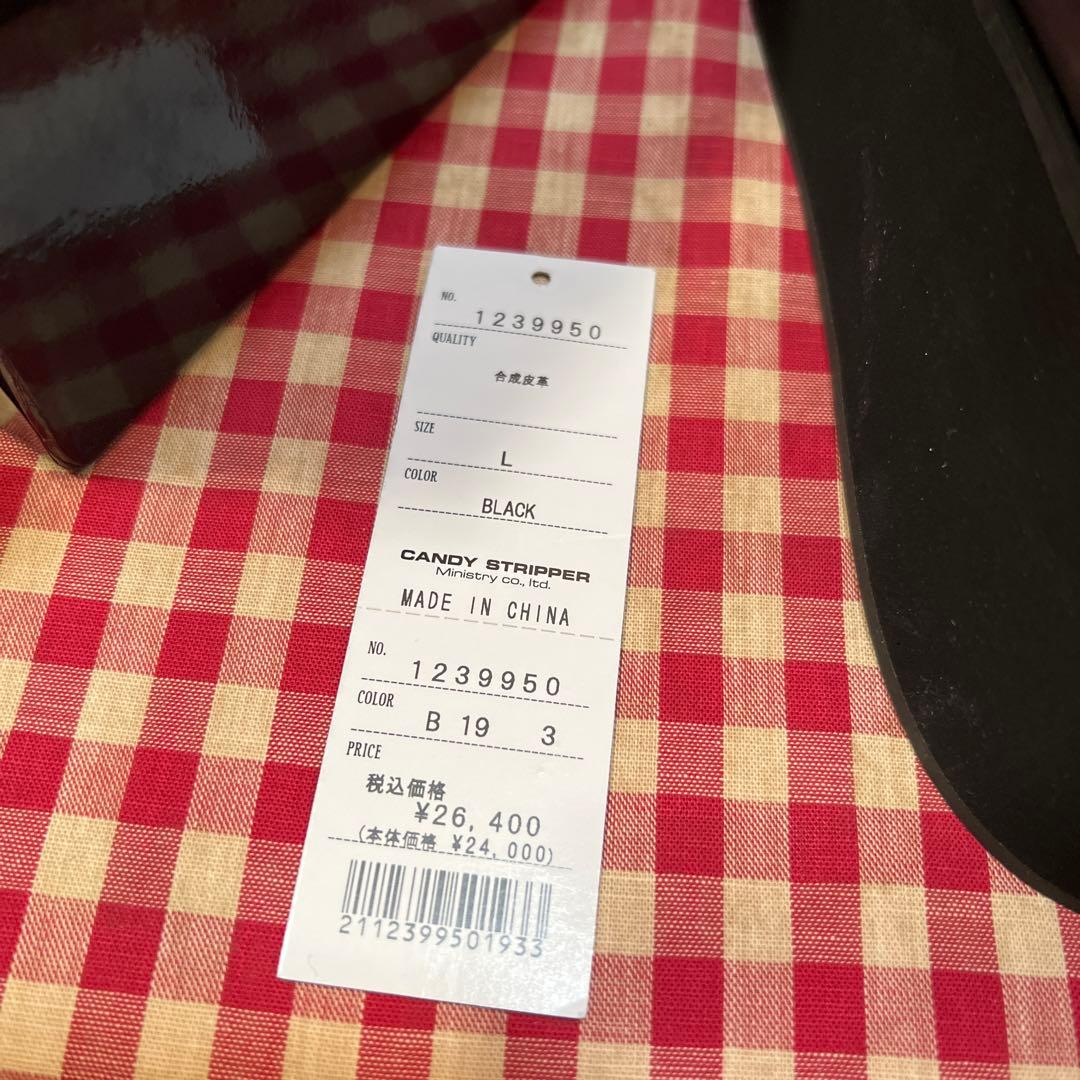 NO.
1239950
QUALITY
合成皮革
SIZE
L
COLOR
BLACK
CANDY STRIPPER
Ministry co., ltd.
MADE IN CHINA
NO.
1239950
COLOR
B 19 3
PRICE
税込価格
¥26,400
(本体価格 ¥24,000)
2112399501933